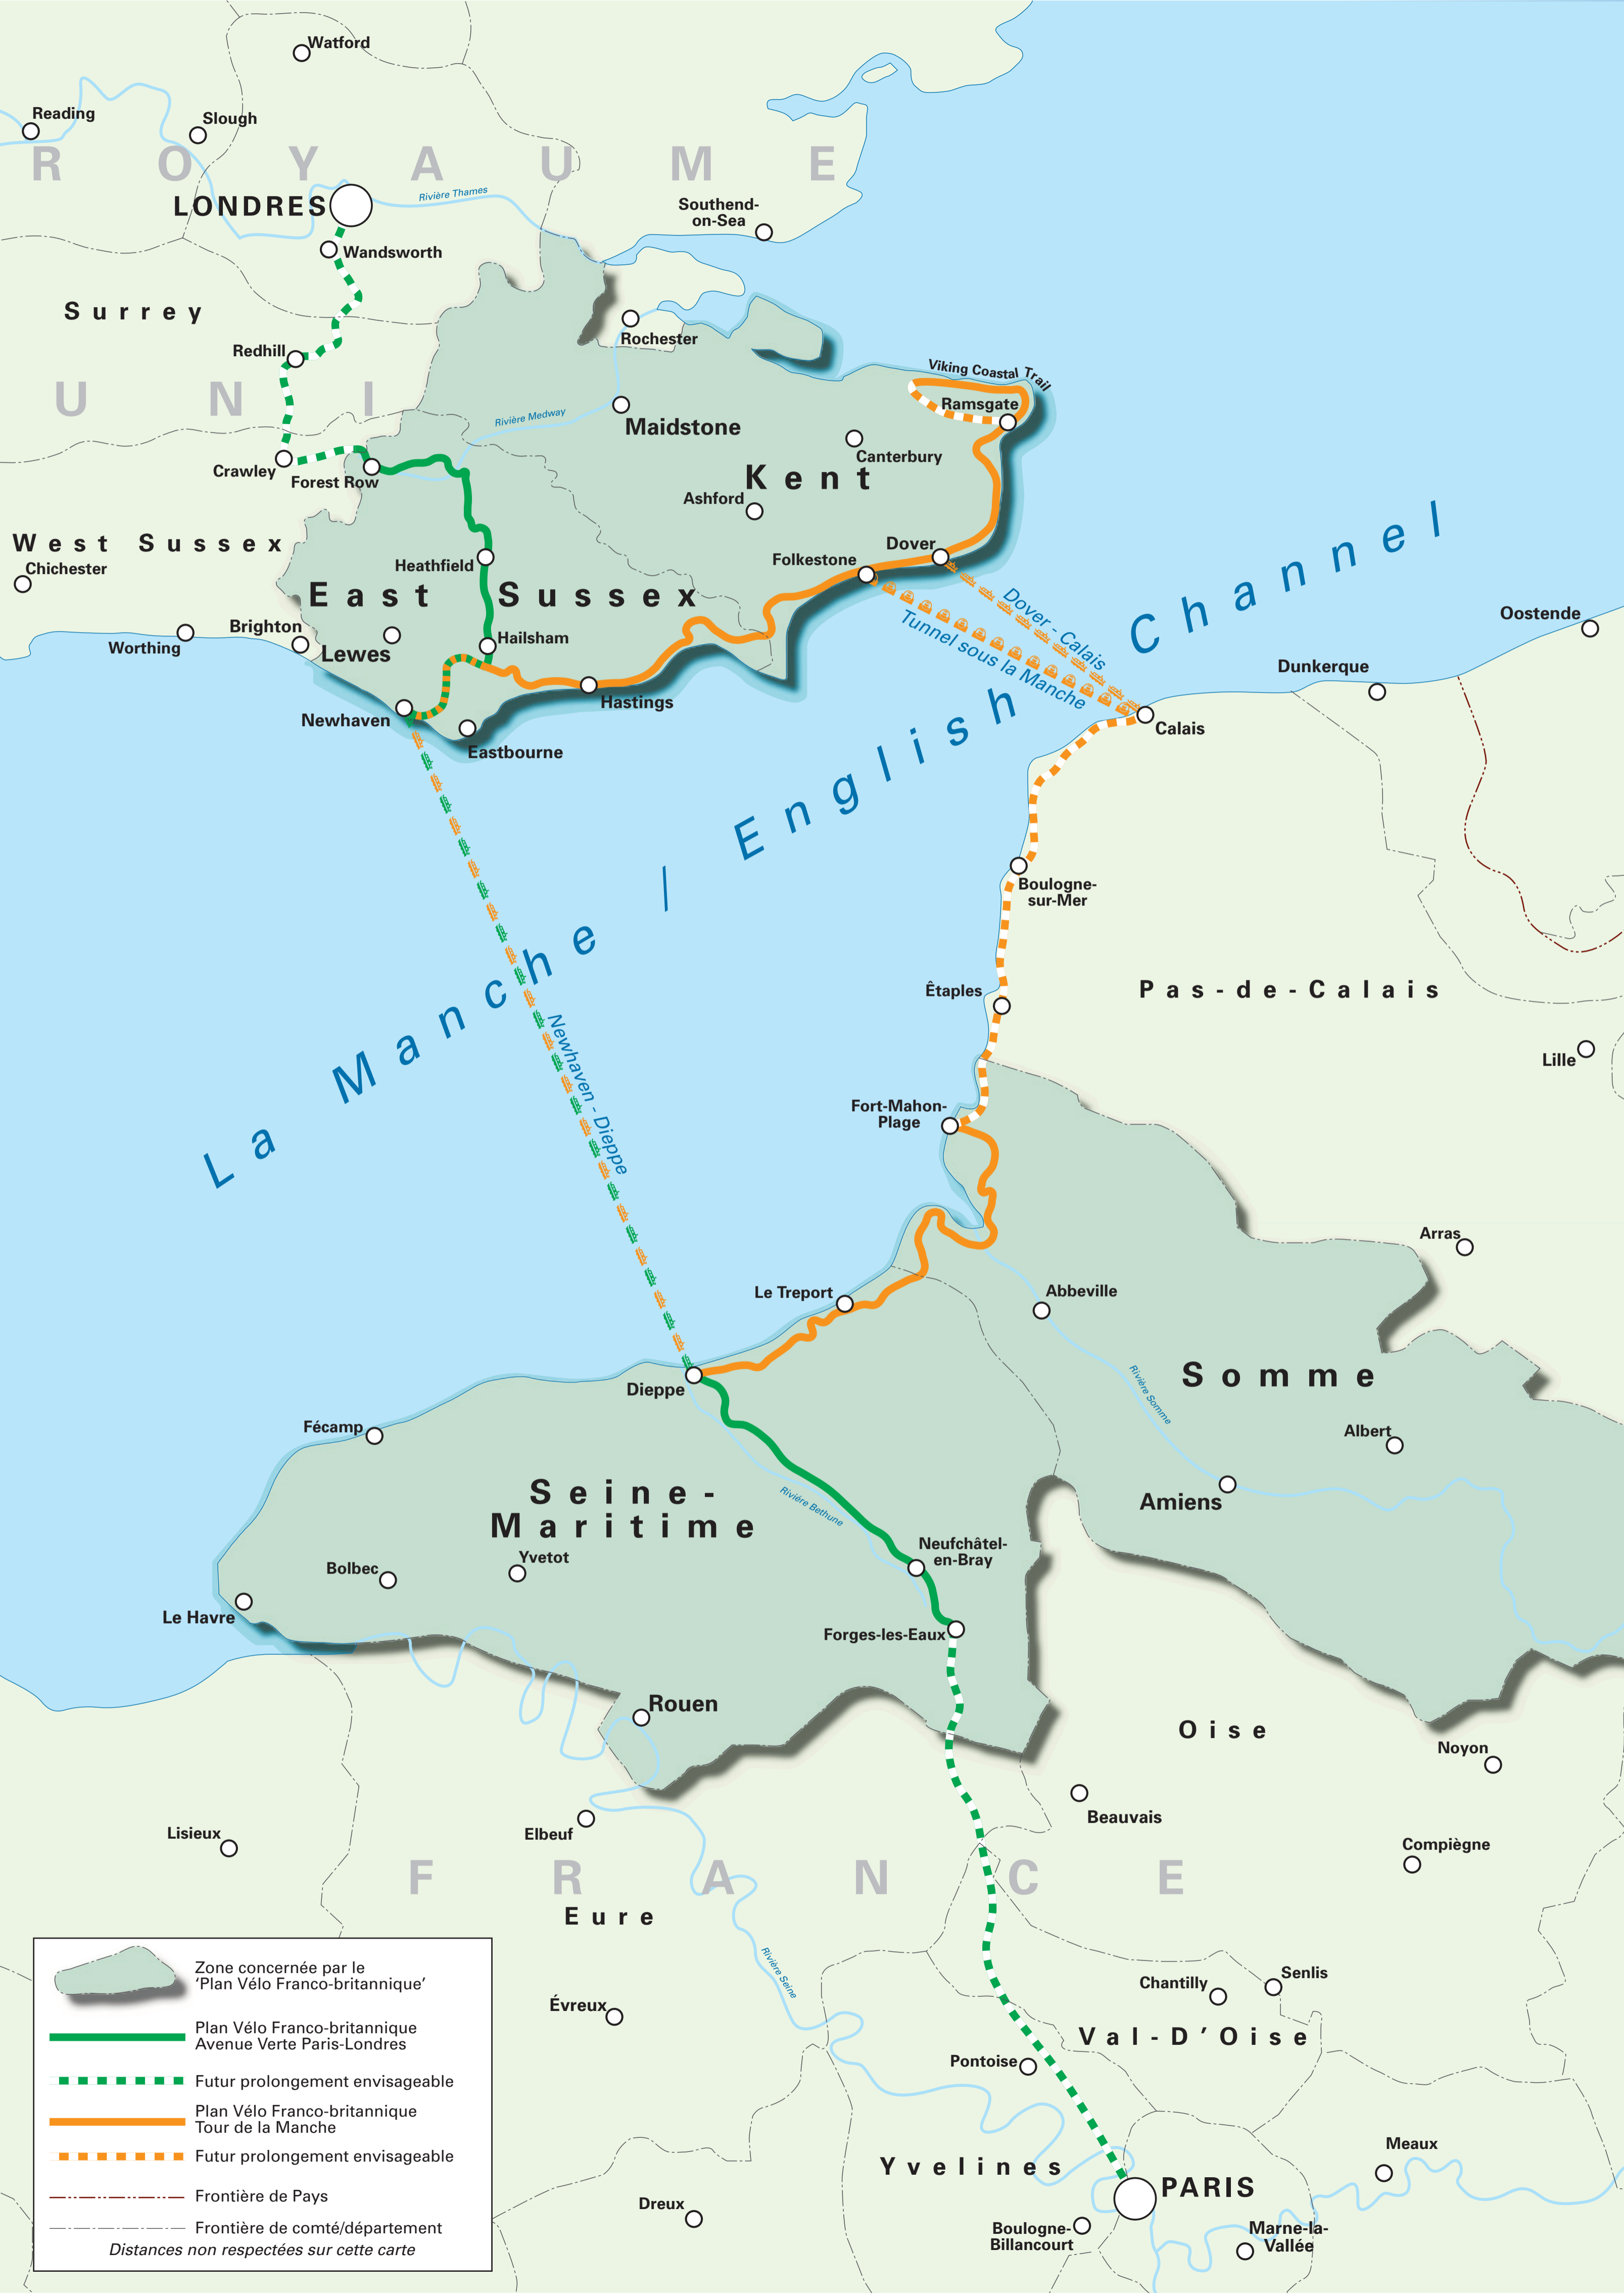 Watford
Reading
Slough
ROYAUME
LONDRES
Rivière Thames
Southend-
on-Sea
Wandsworth
Surrey
Rochester
Redhill
Viking Coastal Trail
Ramsgate
UNI
Rivière Medway
Maidstone
Canterbury
Crawley
Forest Row
Kent
Ashford
West Sussex
Chichester
Dover
Folkestone
Heathfield
East Sussex
Dover - Calais
Tunnel sous la Manche
Oostende
Brighton
Worthing
Lewes
Hailsham
Dunkerque
Hastings
Newhaven
Eastbourne
Calais
La Manche / English Channel
Boulogne-
sur-Mer
Êtaples
Pas-de-Calais
Newhaven - Dieppe
Lille
Fort-Mahon-
Plage
Arras
Le Treport
Abbeville
Somme
Rivière Somme
Dieppe
Fécamp
Albert
Seine-
Maritime
Amiens
Riviére Bethune
Neufchâtel-
en-Bray
Yvetot
Bolbec
Le Havre
Forges-les-Eaux
Rouen
Oise
Noyon
Beauvais
Elbeuf
Lisieux
Compiègne
FRANCE
Eure
Rivière Seine
Senlis
Chantilly
Évreux
Val-D'Oise
Pontoise
Meaux
Yvelines
PARIS
Dreux
Boulogne-
Billancourt
Marne-la-
Vallée
Zone concernée par le
‘Plan Vélo Franco-britannique’
Plan Vélo Franco-britannique
Avenue Verte Paris-Londres
Futur prolongement envisageable
Plan Vélo Franco-britannique
Tour de la Manche
Futur prolongement envisageable
Frontière de Pays
Frontière de comté/département
Distances non respectées sur cette carte